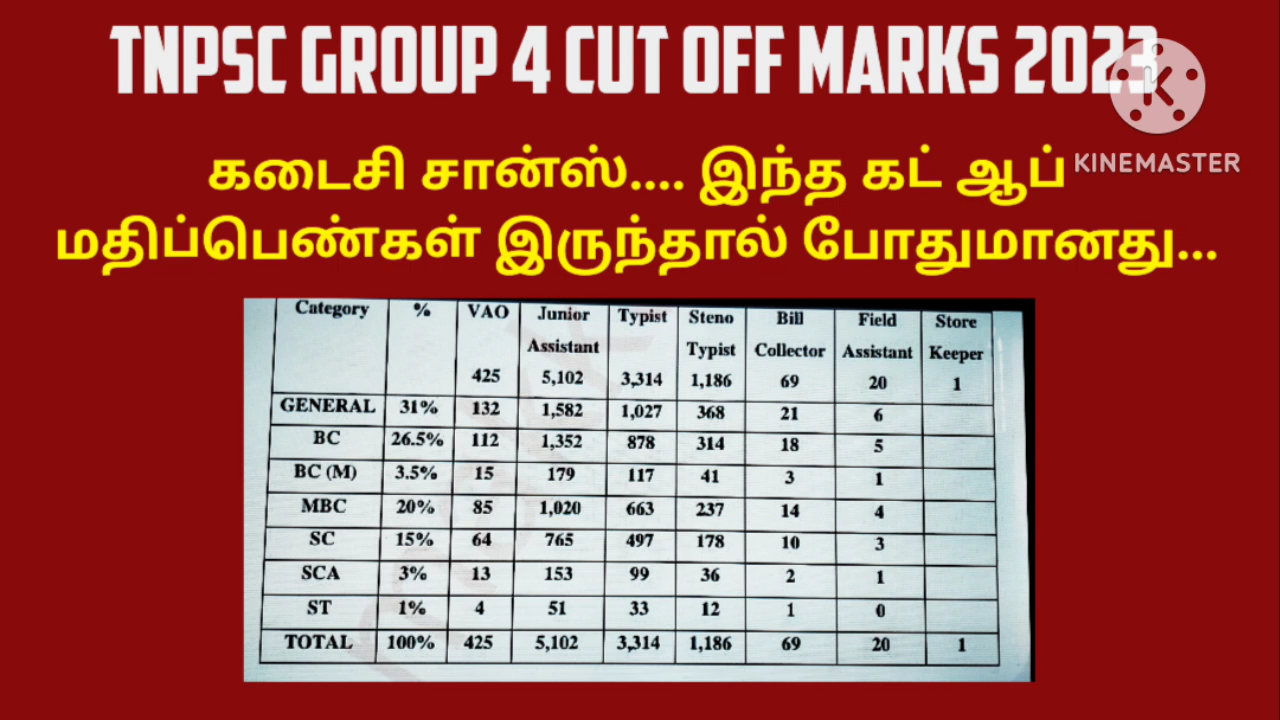 TNPSC GROUP 4 CUT OFF MARKS 2023
K
KINEMASTER
கடைசி சான்ஸ்.... இந்த கட் ஆப்
மதிப்பெண்கள் இருந்தால் போதுமானது...
Category % VAO Junior Assistant Typist Steno Typist Bill Collector Field Assistant Store Keeper
425 5,102 3,314 1,186 69 20 1
GENERAL 31% 132 1,582 1,027 368 21 6
BC 26.5% 112 1,352 878 314 18 5
BC (M) 3.5% 15 179 117 41 3 1
MBC 20% 85 1,020 663 237 14 4
SC 15% 64 765 497 178 10 3
SCA 3% 13 153 99 36 2 1
ST 1% 4 51 33 12 1 0
TOTAL 100% 425 5,102 3,314 1,186 69 20 1